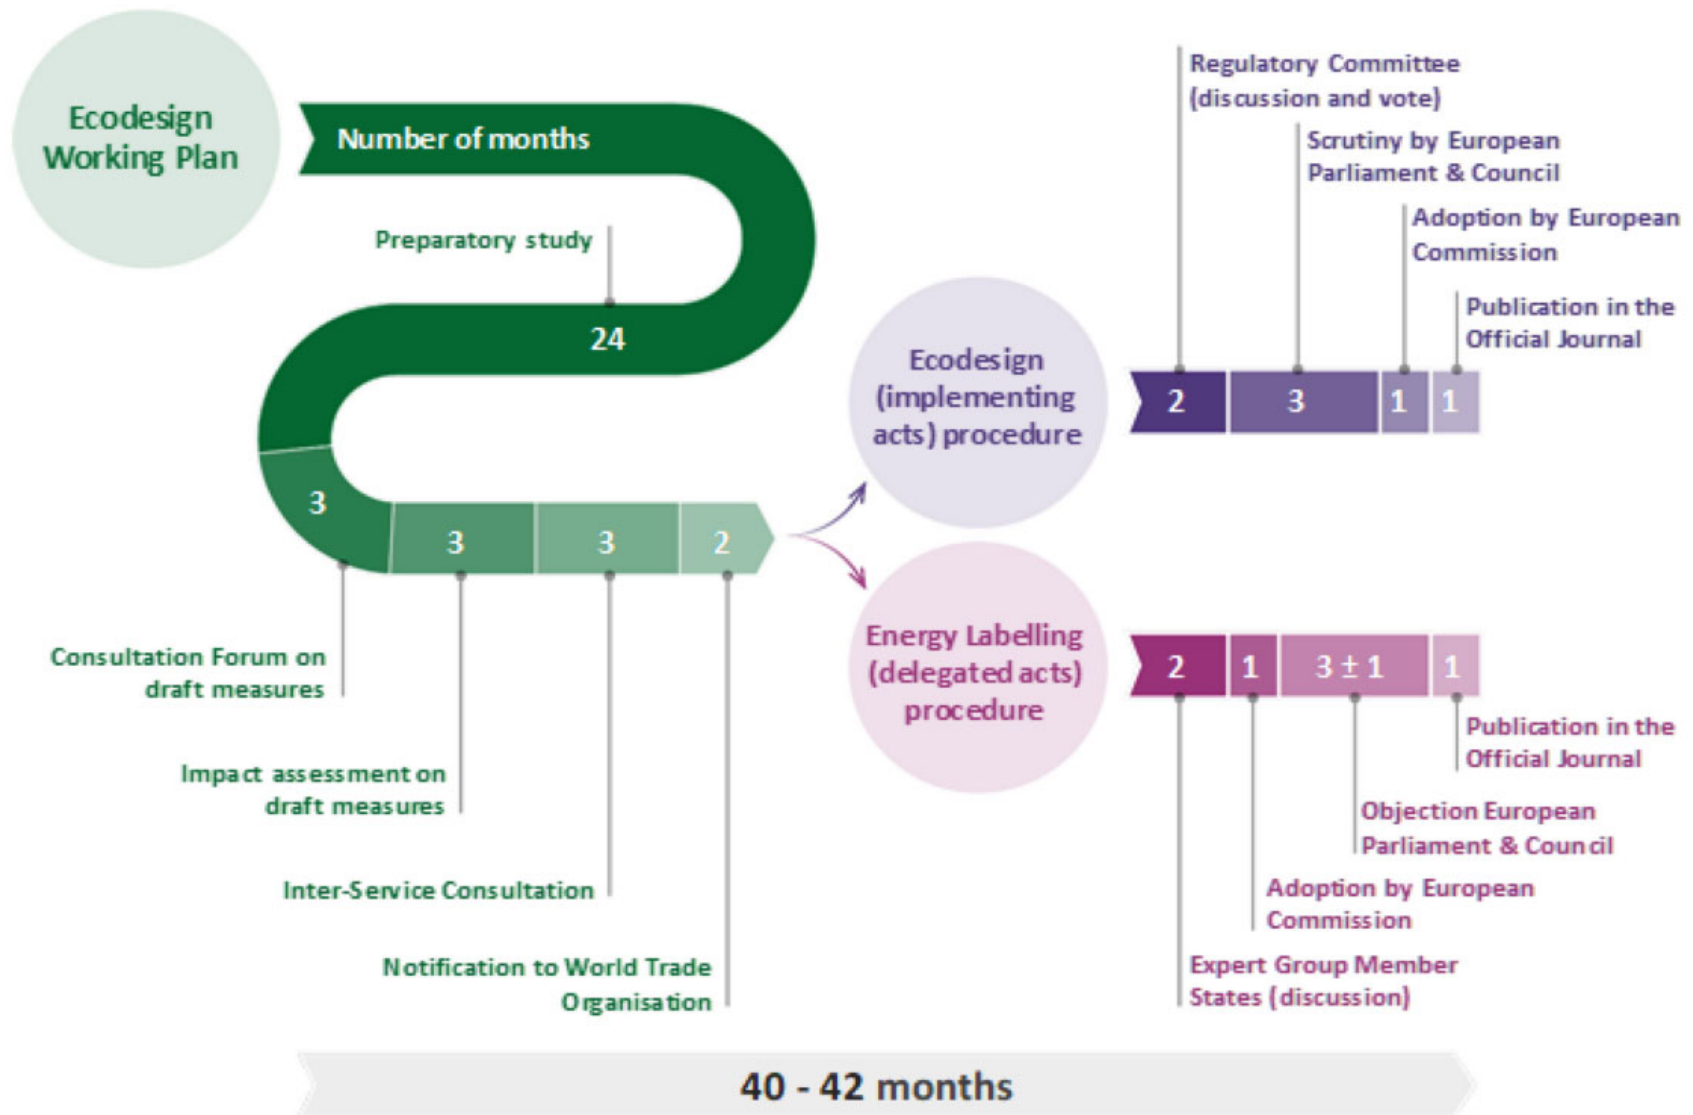 Ecodesign
Working Plan
Number of months
Preparatory study
24
3
3
3
2
Consultation Forum on
draft measures
Impact assessment on
draft measures
Inter-Service Consultation
Notification to World Trade
Organisation
Ecodesign
(implementing
acts) procedure
Regulatory Committee
(discussion and vote)
Scrutiny by European
Parliament & Council
Adoption by European
Commission
Publication in the
Official Journal
2
3
1
1
Energy Labelling
(delegated acts)
procedure
2
1
3 ± 1
1
Publication in the
Official Journal
Objection European
Parliament & Council
Adoption by European
Commission
Expert Group Member
States (discussion)
40 - 42 months